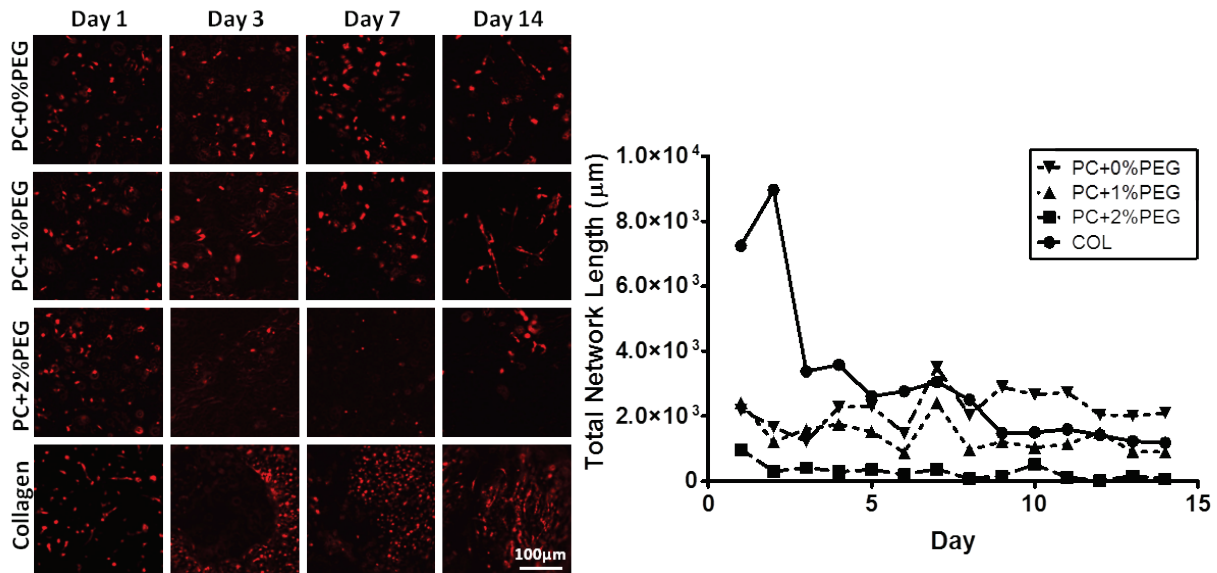 Day 1 Day 3 Day 7 Day 14
PC+0%PEG
PC+1%PEG
PC+2%PEG
Collagen
100μm
Total Network Length (μm)
1.0×10⁴
8.0×10³
6.0×10³
4.0×10³
2.0×10³
0
0 5 10 15
Day
PC+0%PEG
PC+1%PEG
PC+2%PEG
COL